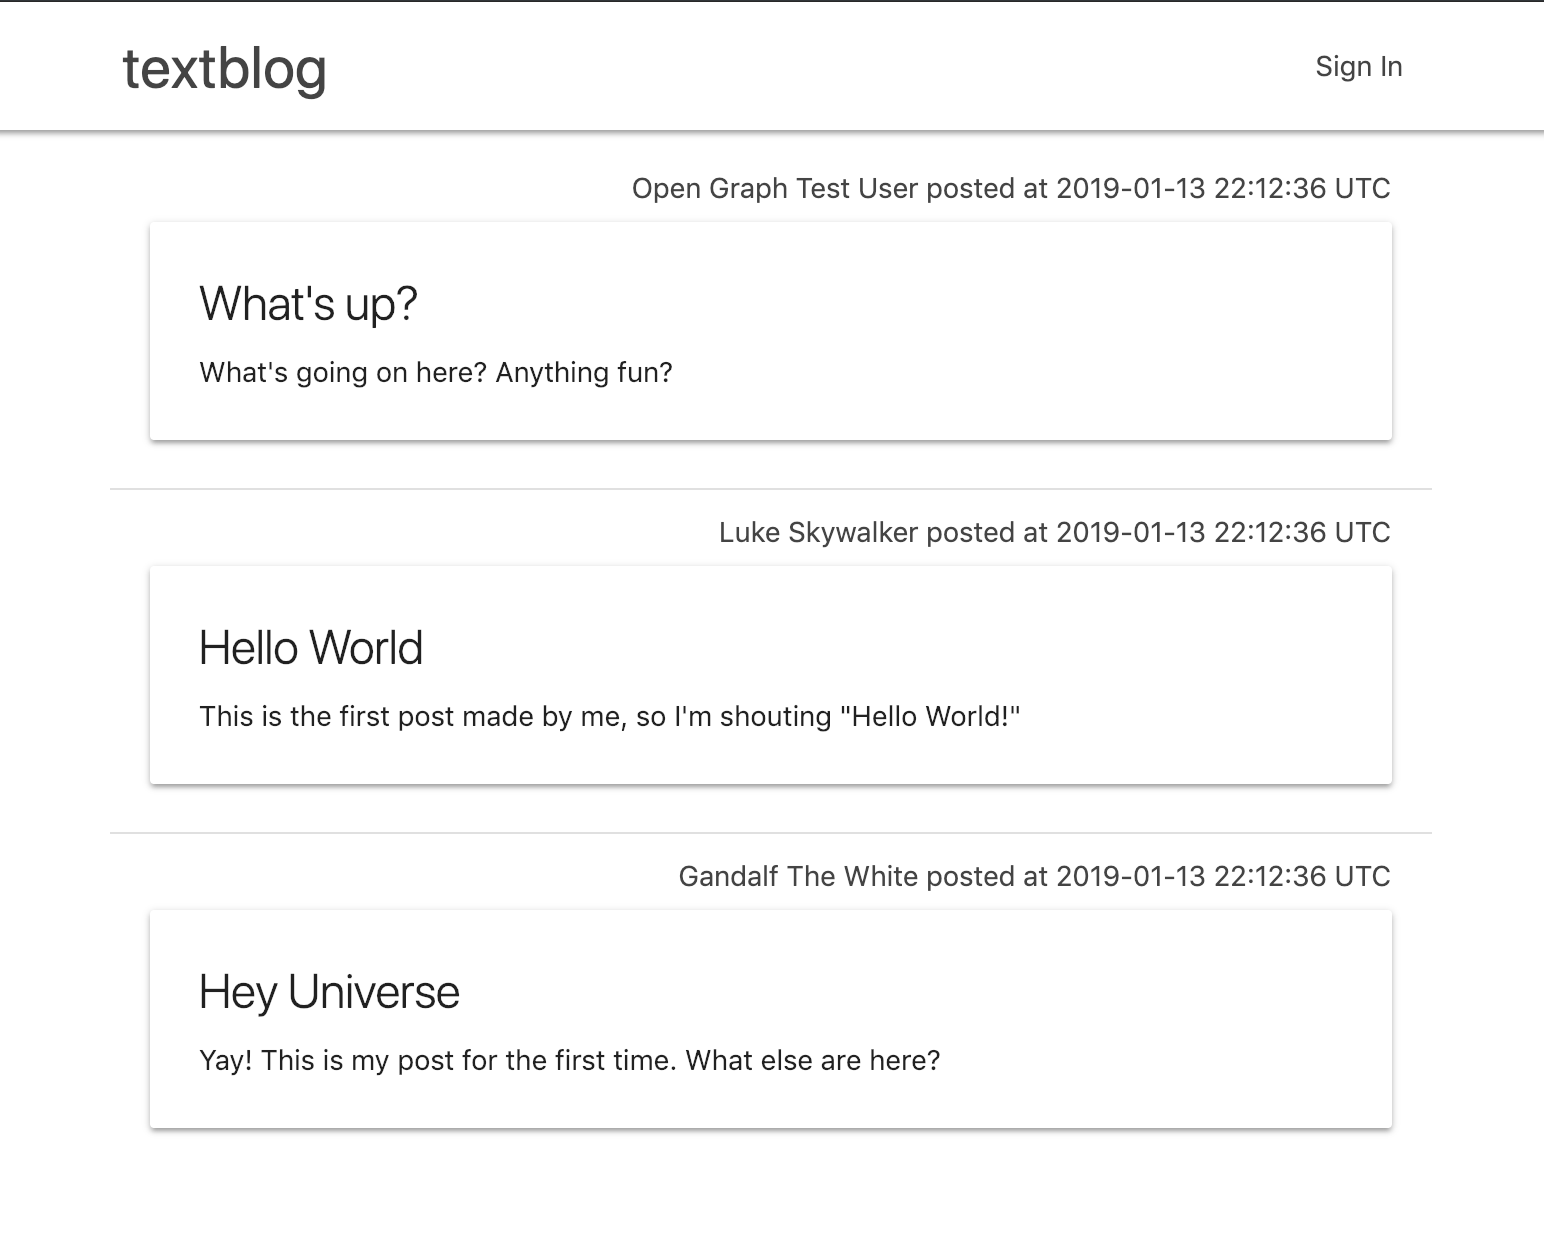 textblog
Sign In
Open Graph Test User posted at 2019-01-13 22:12:36 UTC
What's up?
What's going on here? Anything fun?
Luke Skywalker posted at 2019-01-13 22:12:36 UTC
Hello World
This is the first post made by me, so I'm shouting "Hello World!"
Gandalf The White posted at 2019-01-13 22:12:36 UTC
Hey Universe
Yay! This is my post for the first time. What else are here?